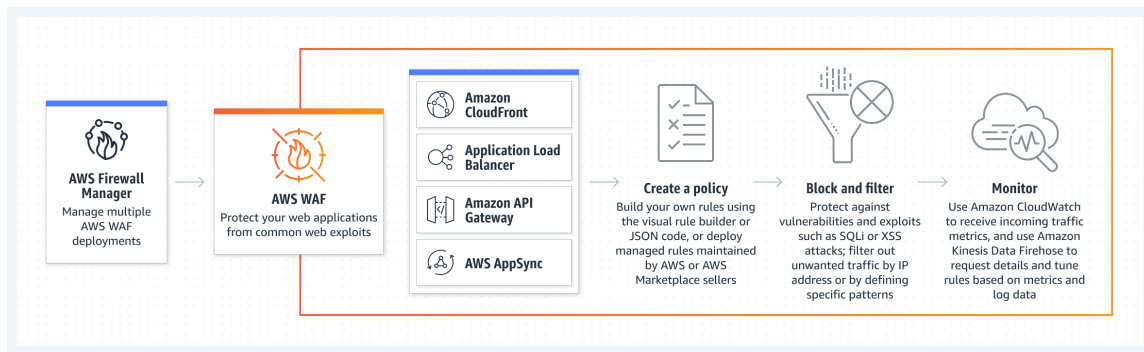 AWS Firewall
Manager
Manage multiple
AWS WAF
deployments
AWS WAF
Protect your web applications
from common web exploits
Amazon
CloudFront
Application Load
Balancer
Amazon API
Gateway
AWS AppSync
Create a policy
Build your own rules using
the visual rule builder or
JSON code, or deploy
managed rules maintained
by AWS or AWS
Marketplace sellers
Block and filter
Protect against
vulnerabilities and exploits
such as SQLi or XSS
attacks; filter out
unwanted traffic by IP
address or by defining
specific patterns
Monitor
Use Amazon CloudWatch
to receive incoming traffic
metrics, and use Amazon
Kinesis Data Firehose to
request details and tune
rules based on metrics and
log data